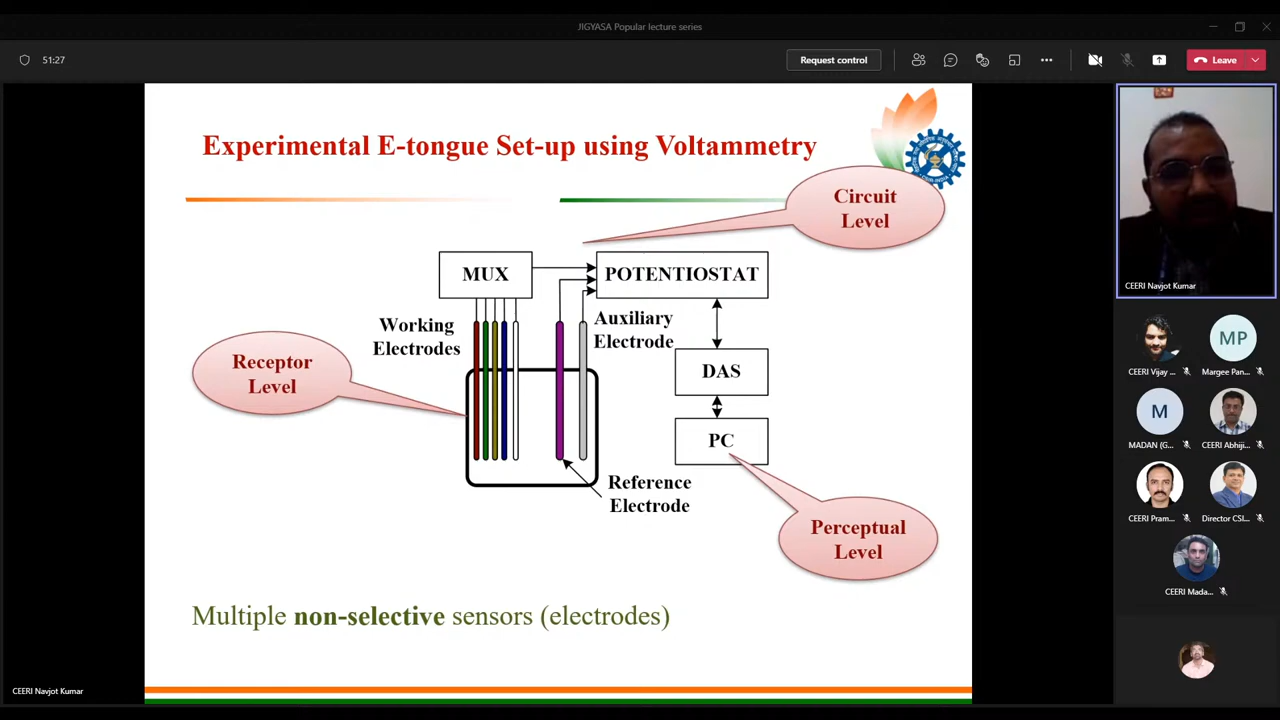 JIGYASA Popular lecture series
51:27
Request control
Leave
Experimental E-tongue Set-up using Voltammetry
Circuit
Level
MUX
POTENTIOSTAT
Working
Electrodes
Auxiliary
Electrode
Receptor
Level
DAS
PC
Reference
Electrode
Perceptual
Level
Multiple non-selective sensors (electrodes)
CEERI Navjot Kumar
CEERI Navjot Kumar
MP
CEERI Vijay ...
Margee Pan...
M
MADAN (G...
CEERI Abhiji...
CEERI Pram...
Director CSI...
CEERI Mada...